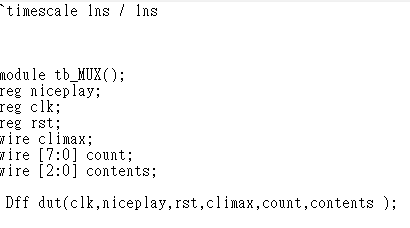 `timescale 1ns / 1ns
module tb_MUX();
reg niceplay;
reg clk;
reg rst;
wire climax;
wire [7:0] count;
wire [2:0] contents;
Dff dut(clk,niceplay,rst,climax,count,contents );